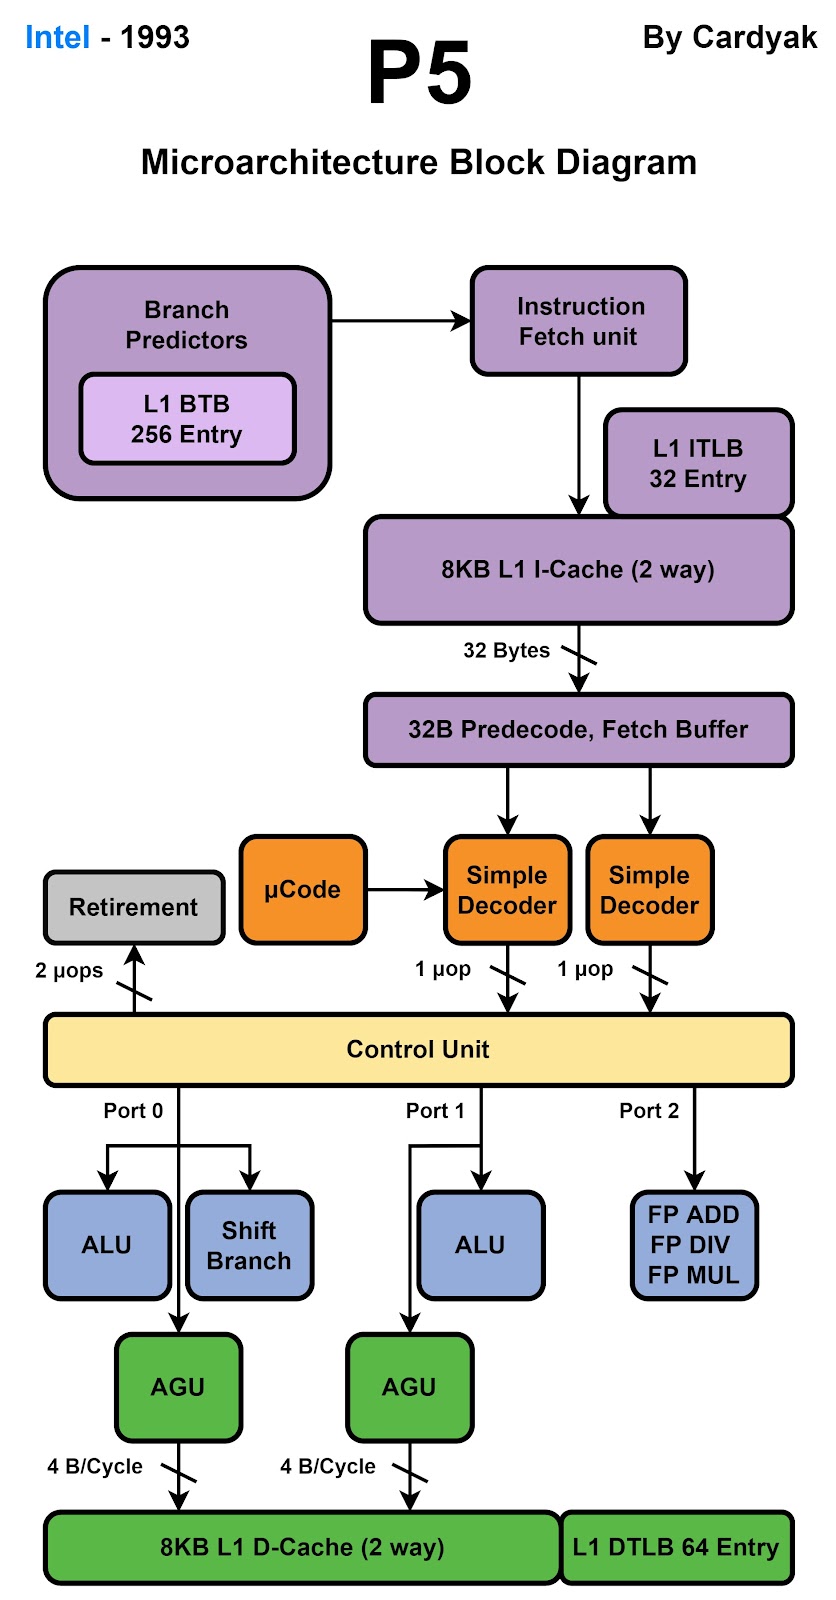 Intel - 1993
By Cardyak
P5
Microarchitecture Block Diagram
Branch
Predictors
L1 BTB
256 Entry
Instruction
Fetch unit
L1 ITLB
32 Entry
8KB L1 I-Cache (2 way)
32 Bytes
32B Predecode, Fetch Buffer
Retirement
µCode
Simple
Decoder
Simple
Decoder
2 µops
1 µop
1 µop
Control Unit
Port 0
Port 1
Port 2
ALU
Shift
Branch
ALU
FP ADD
FP DIV
FP MUL
AGU
AGU
4 B/Cycle
4 B/Cycle
8KB L1 D-Cache (2 way)
L1 DTLB 64 Entry